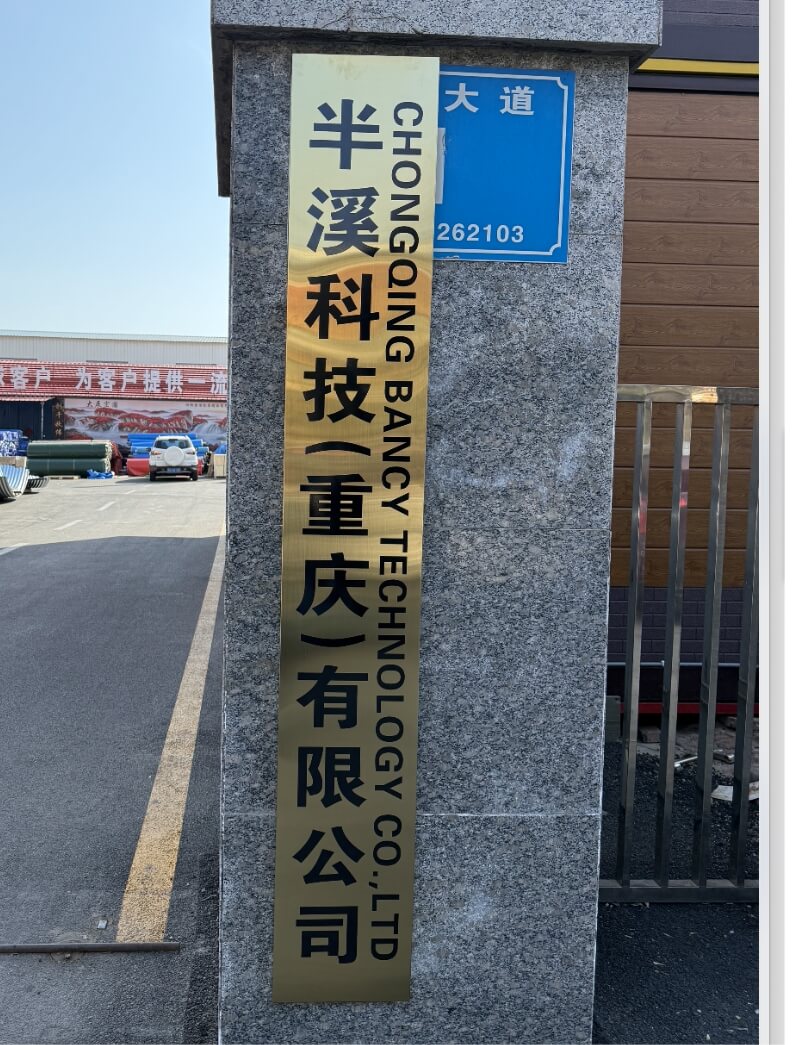 半溪科技(重庆)有限公司
CHONGQING BANCY TECHNOLOGY CO.,LTD
大道
262103
客户 为客户提供一流